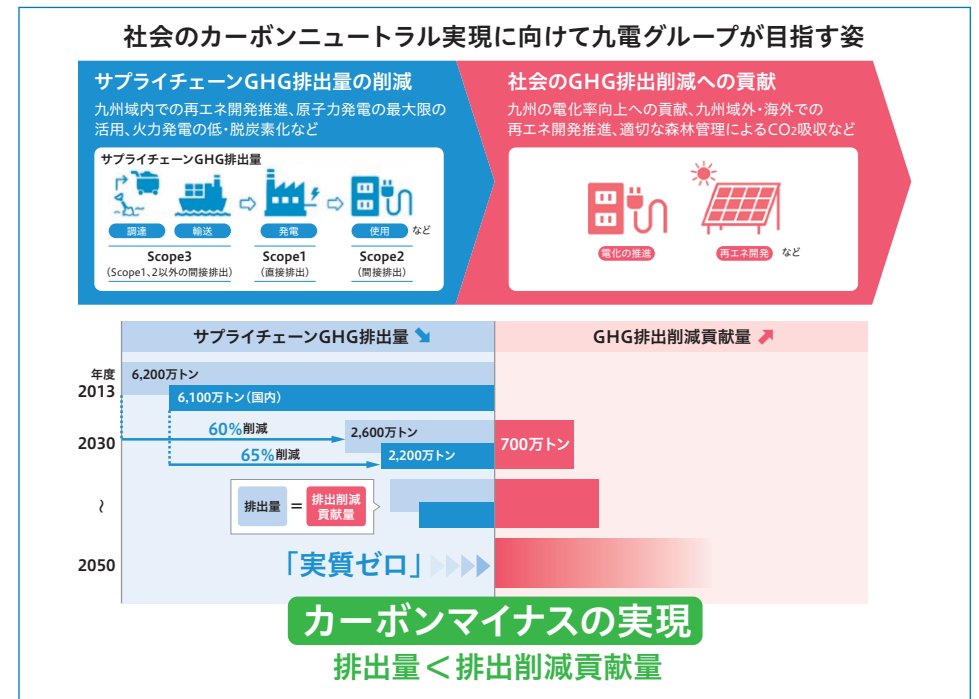 社会のカーボンニュートラル実現に向けて九電グループが目指す姿
サプライチェーンGHG排出量の削減
九州域内での再エネ開発推進、原子力発電の最大限の
活用、火力発電の低・脱炭素化など
サプライチェーンGHG排出量
調達
輸送
発電
使用
など
Scope3
(Scope1、2以外の間接排出)
Scope1
(直接排出)
Scope2
(間接排出)
社会のGHG排出削減への貢献
九州の電化率向上への貢献、九州域外・海外での
再エネ開発推進、適切な森林管理によるCO₂吸収など
電化の推進
再エネ開発
など
サプライチェーンGHG排出量
GHG排出削減貢献量
年度
2013
6,200万トン
6,100万トン(国内)
2030
60%削減
2,600万トン
65%削減
2,200万トン
700万トン
~
排出量
=
排出削減
貢献量
2050
「実質ゼロ」
カーボンマイナスの実現
排出量<排出削減貢献量